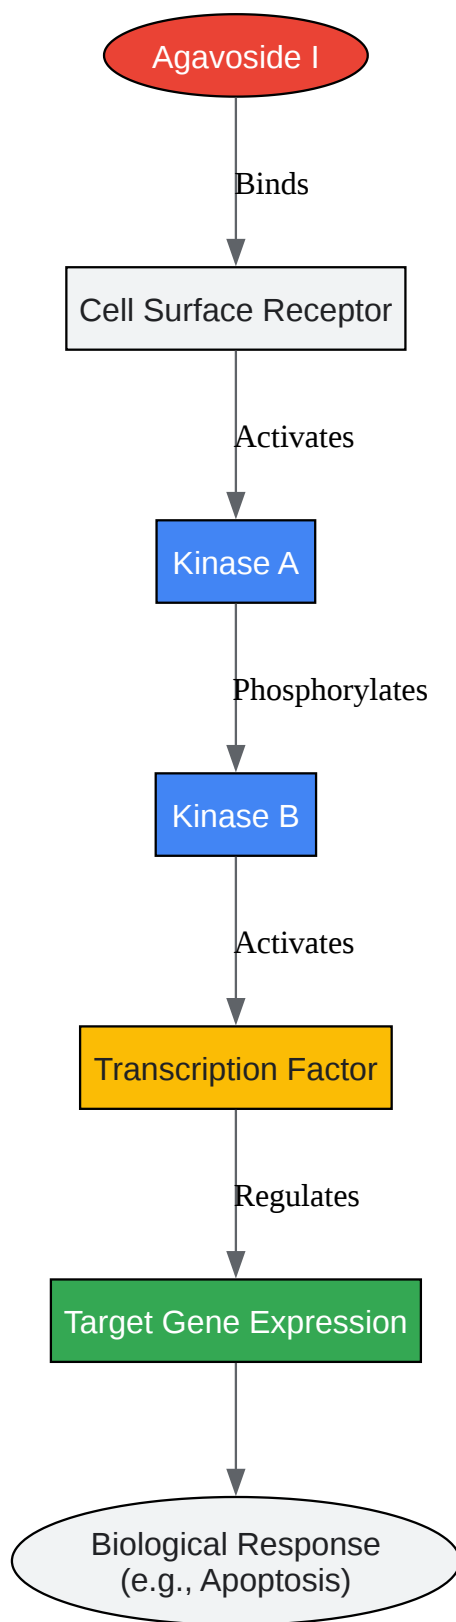 Agavoside I
Binds
Cell Surface Receptor
Activates
Kinase A
Phosphorylates
Kinase B
Activates
Transcription Factor
Regulates
Target Gene Expression
Biological Response
(e.g., Apoptosis)